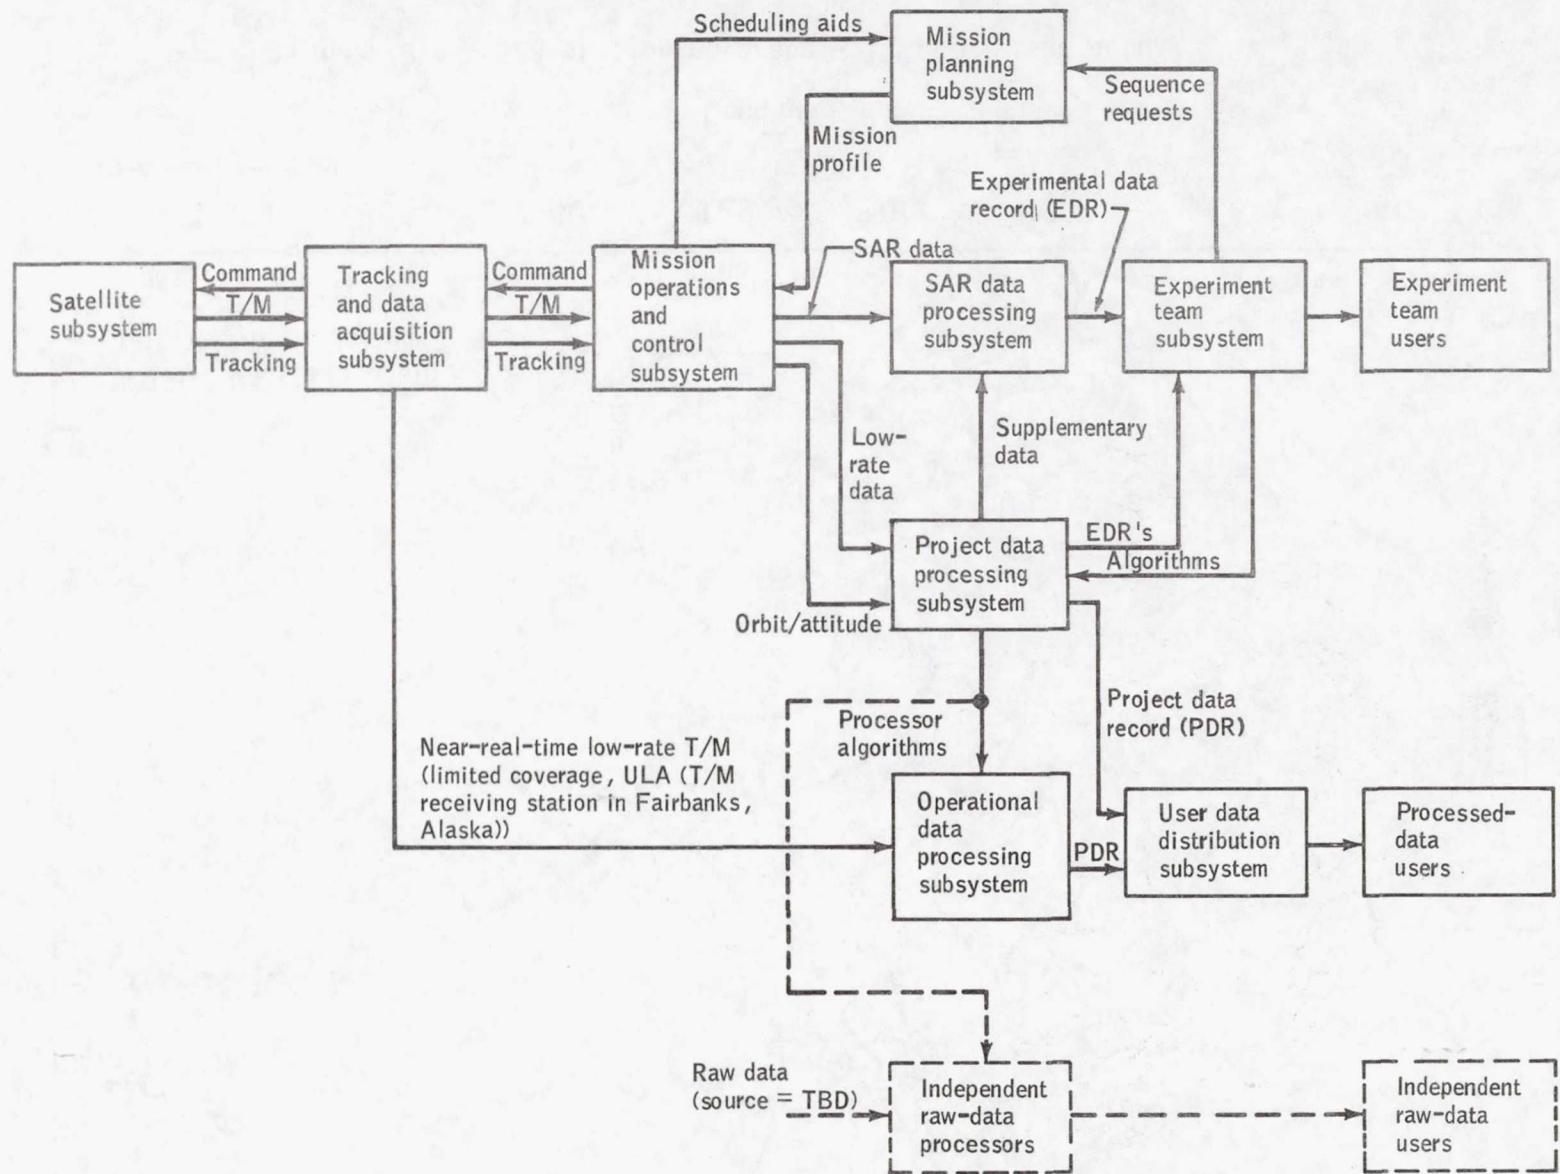 Scheduling aids
Mission
planning
subsystem
Sequence
requests
Mission
profile
Experimental data
record (EDR)
SAR data
Satellite
subsystem
Command
T/M
Tracking
Tracking
and data
acquisition
subsystem
Command
T/M
Tracking
Mission
operations
and
control
subsystem
SAR data
processing
subsystem
Experiment
team
subsystem
Experiment
team
users
Low-
rate
data
Supplementary
data
Orbit/attitude
Project data
processing
subsystem
EDR's
Algorithms
Processor
algorithms
Project data
record (PDR)
Near-real-time low-rate T/M
(limited coverage, ULA (T/M
receiving station in Fairbanks,
Alaska))
Operational
data
processing
subsystem
PDR
User data
distribution
subsystem
Processed-
data
users
Raw data
(source = TBD)
Independent
raw-data
processors
Independent
raw-data
users